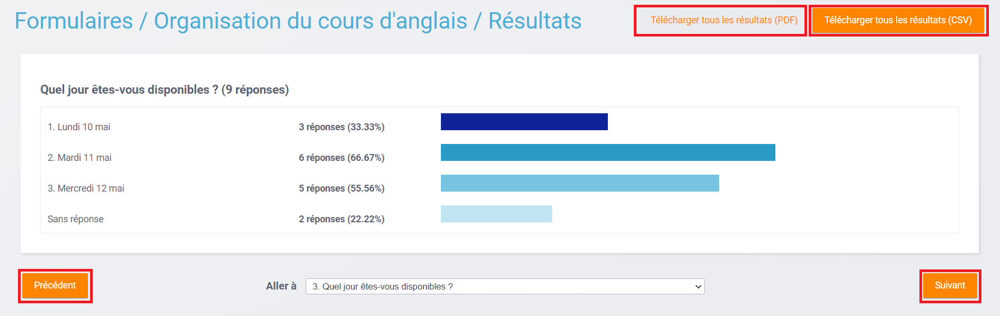 Formulaires / Organisation du cours d'anglais / Résultats
Télécharger tous les résultats (PDF)
Télécharger tous les résultats (CSV)
Quel jour êtes-vous disponibles ? (9 réponses)
1. Lundi 10 mai 3 réponses (33.33%)
2. Mardi 11 mai 6 réponses (66.67%)
3. Mercredi 12 mai 5 réponses (55.56%)
Sans réponse 2 réponses (22.22%)
Précédent
Aller à 3. Quel jour êtes-vous disponibles ?
Suivant